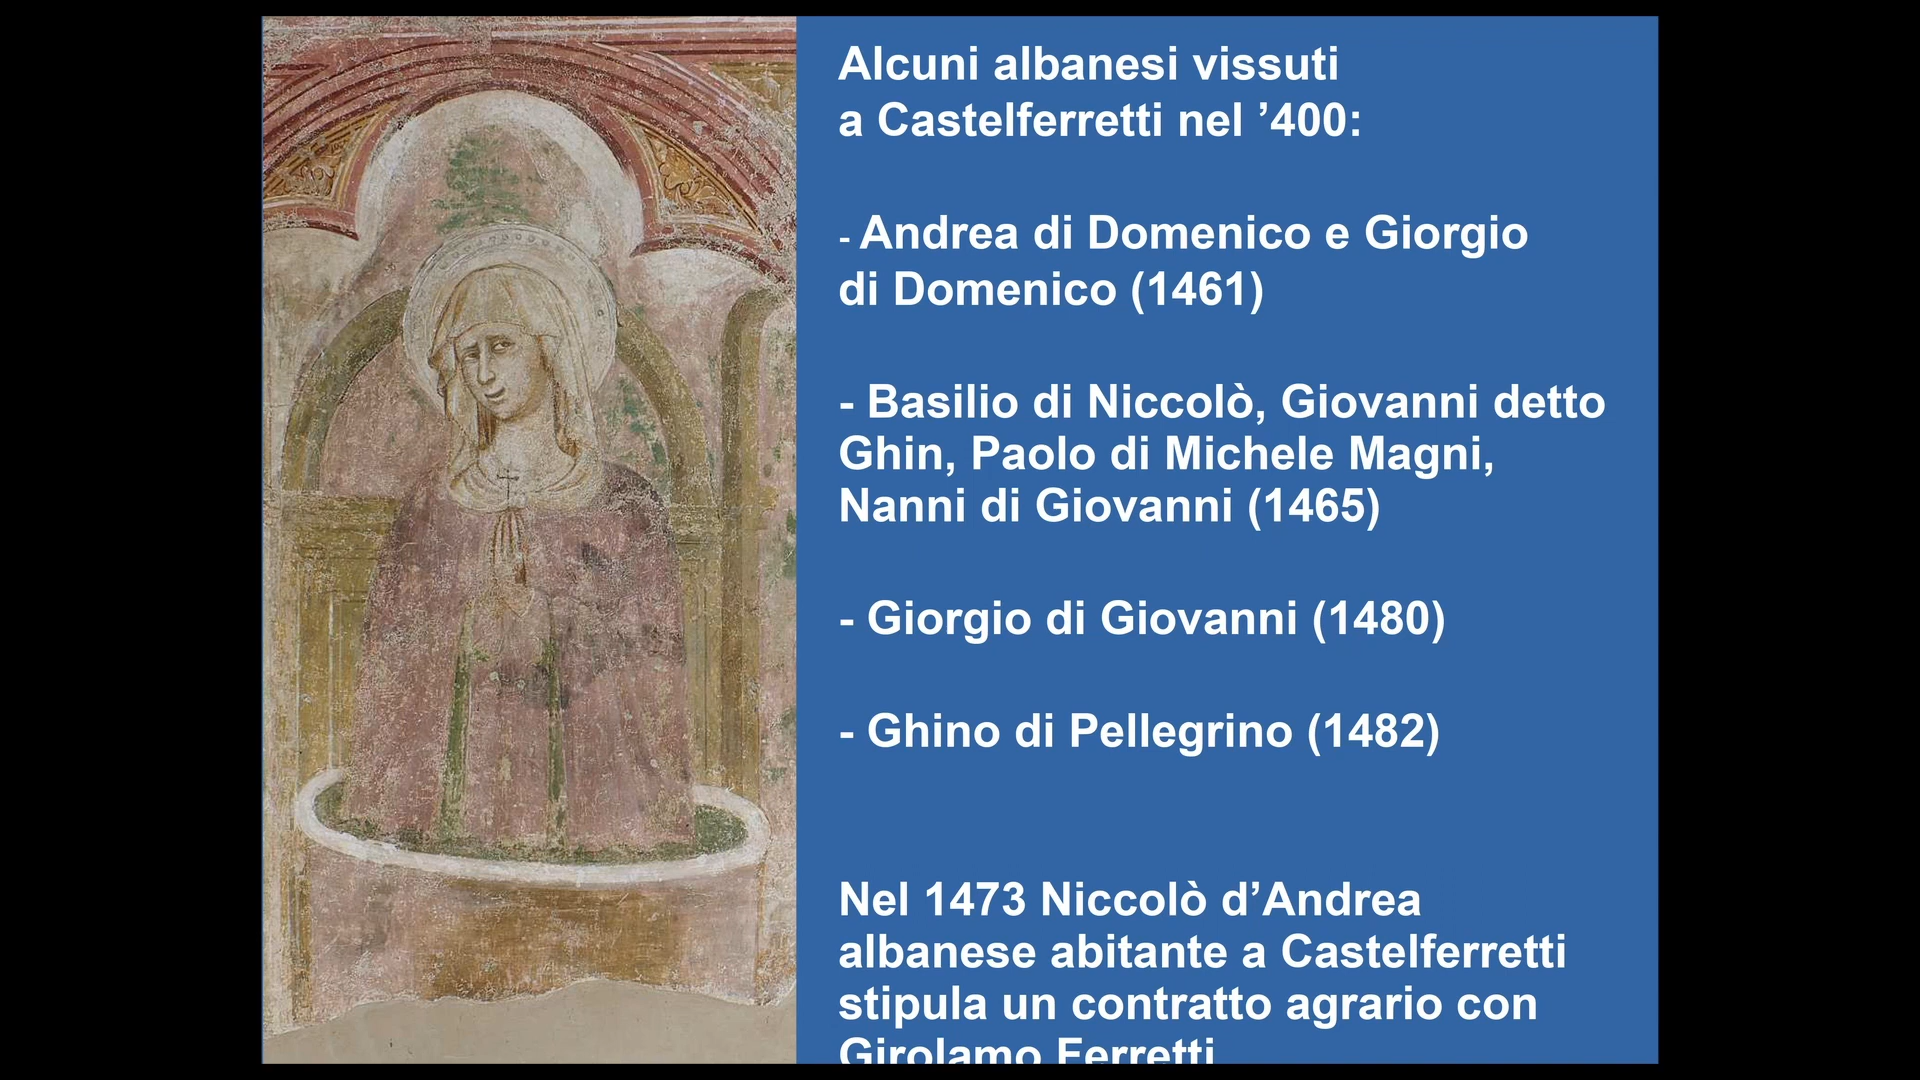 Alcuni albanesi vissuti
a Castelferretti nel ’400:
- Andrea di Domenico e Giorgio
di Domenico (1461)
- Basilio di Niccolò, Giovanni detto
Ghin, Paolo di Michele Magni,
Nanni di Giovanni (1465)
- Giorgio di Giovanni (1480)
- Ghino di Pellegrino (1482)
Nel 1473 Niccolò d’Andrea
albanese abitante a Castelferretti
stipula un contratto agrario con
Girolamo Ferretti